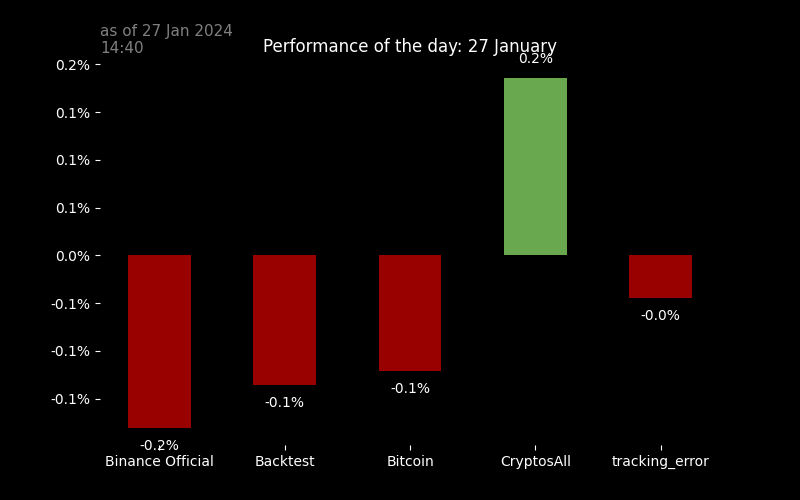 as of 27 Jan 2024
14:40
Performance of the day: 27 January
0.2%
0.2%
0.1%
0.1%
0.1%
0.0%
-0.1%
-0.1%
-0.1%
-0.2%
-0.1%
-0.1%
-0.0%
Binance Official
Backtest
Bitcoin
CryptosAll
tracking_error